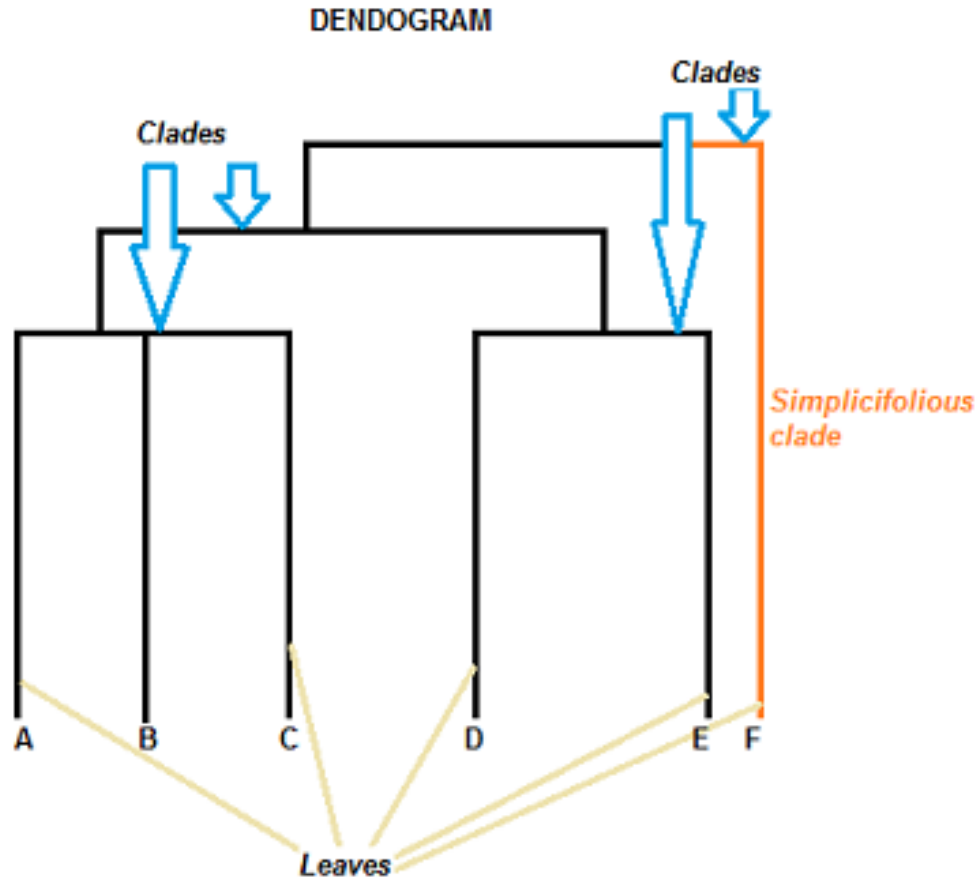 DENDOGRAM
Clades
Clades
Simplicifolious
clade
A
B
C
D
E
F
Leaves